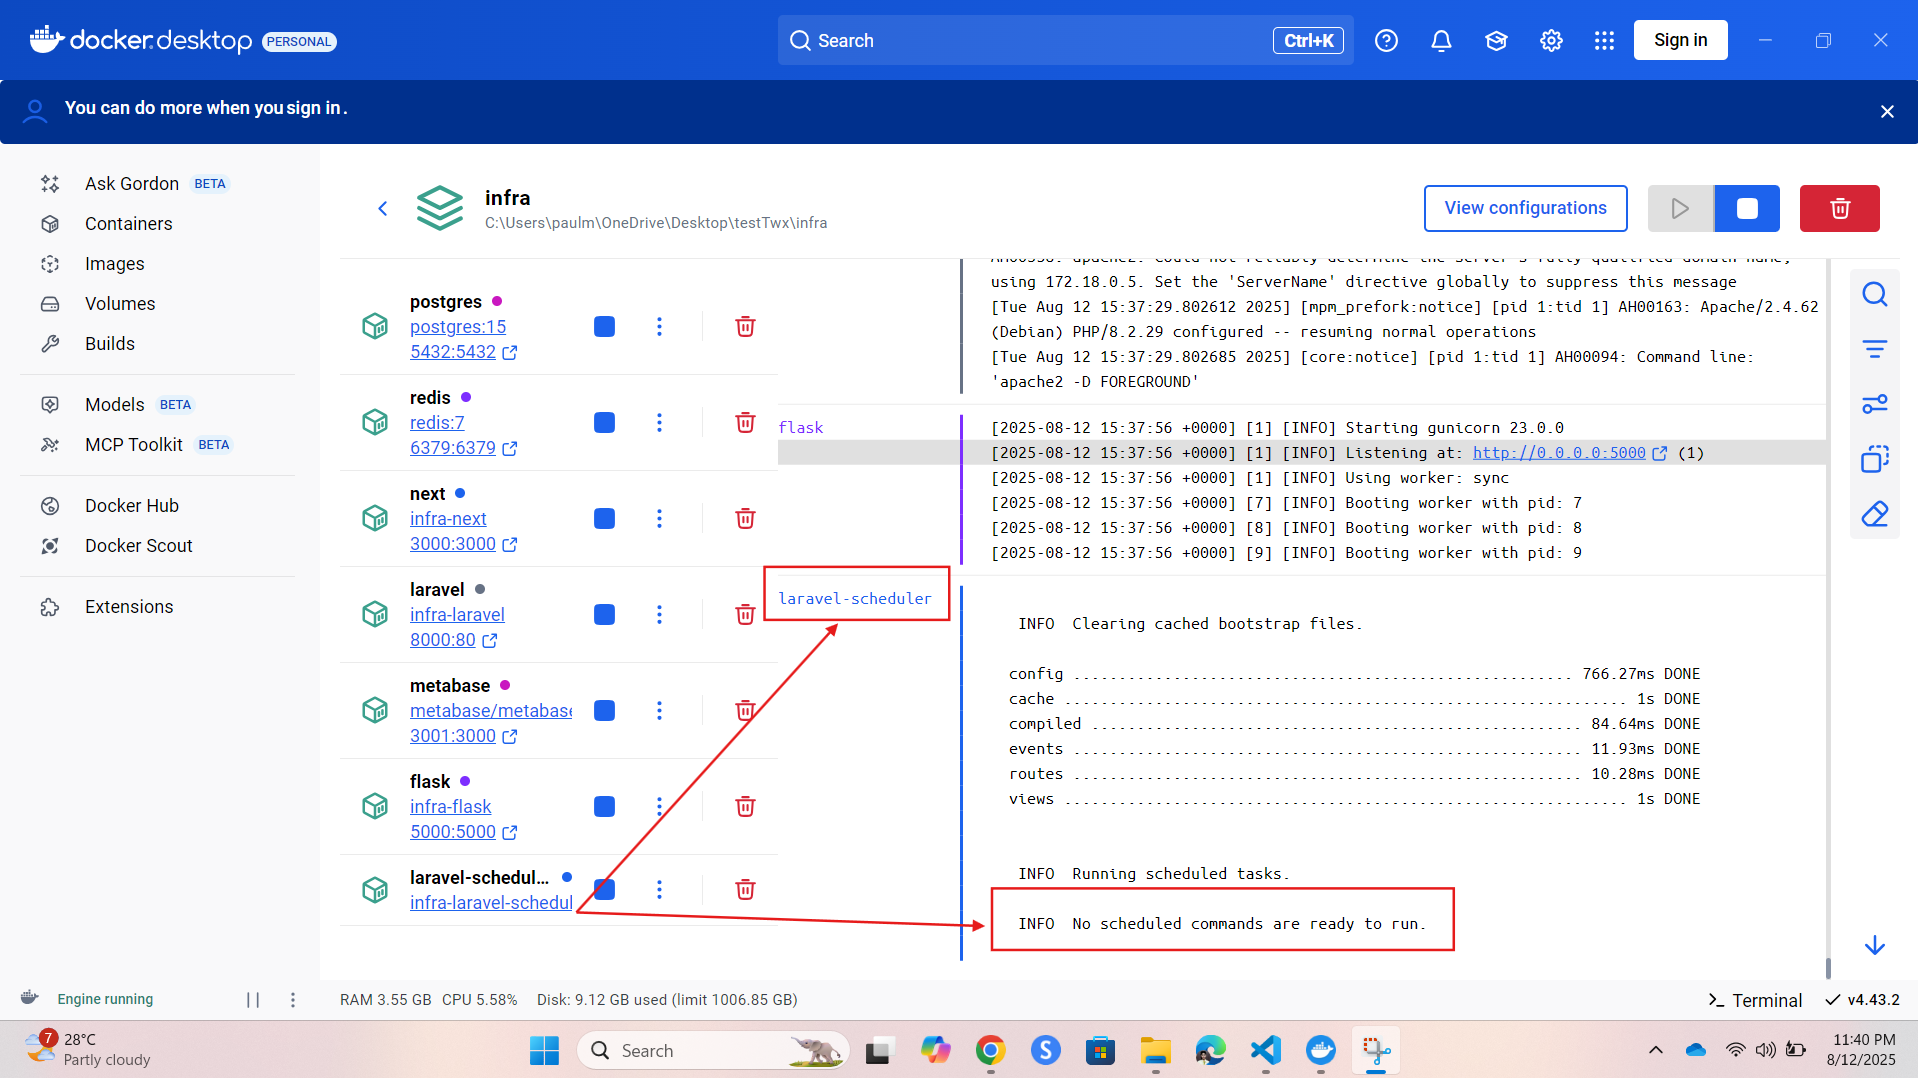 docker.desktop PERSONAL
Search
Ctrl+K
Sign in
You can do more when you sign in.
Ask Gordon BETA
Containers
Images
Volumes
Builds
Models BETA
MCP Toolkit BETA
Docker Hub
Docker Scout
Extensions
infra
C:\Users\paulm\OneDrive\Desktop\testTwx\infra
View configurations
postgres
postgres:15
5432:5432
redis
redis:7
6379:6379
next
infra-next
3000:3000
laravel
infra-laravel
8000:80
metabase
metabase/metabase
3001:3000
flask
infra-flask
5000:5000
laravel-schedul...
infra-laravel-schedul
AH00558: apache2: Could not reliably determine the server's fully qualified domain name,
using 172.18.0.5. Set the 'ServerName' directive globally to suppress this message
[Tue Aug 12 15:37:29.802612 2025] [mpm_prefork:notice] [pid 1:tid 1] AH00163: Apache/2.4.62
(Debian) PHP/8.2.29 configured -- resuming normal operations
[Tue Aug 12 15:37:29.802685 2025] [core:notice] [pid 1:tid 1] AH00094: Command line:
'apache2 -D FOREGROUND'
flask
[2025-08-12 15:37:56 +0000] [1] [INFO] Starting gunicorn 23.0.0
[2025-08-12 15:37:56 +0000] [1] [INFO] Listening at: http://0.0.0.0:5000 (1)
[2025-08-12 15:37:56 +0000] [1] [INFO] Using worker: sync
[2025-08-12 15:37:56 +0000] [7] [INFO] Booting worker with pid: 7
[2025-08-12 15:37:56 +0000] [8] [INFO] Booting worker with pid: 8
[2025-08-12 15:37:56 +0000] [9] [INFO] Booting worker with pid: 9
laravel-scheduler
INFO Clearing cached bootstrap files.
config ....................................................... 766.27ms DONE
cache .............................................................. 1s DONE
compiled ...................................................... 84.64ms DONE
events ........................................................ 11.93ms DONE
routes ........................................................ 10.28ms DONE
views .............................................................. 1s DONE
INFO Running scheduled tasks.
INFO No scheduled commands are ready to run.
Engine running
RAM 3.55 GB CPU 5.58% Disk: 9.12 GB used (limit 1006.85 GB)
Terminal
v4.43.2
7
28°C
Partly cloudy
Search
S
11:40 PM
8/12/2025